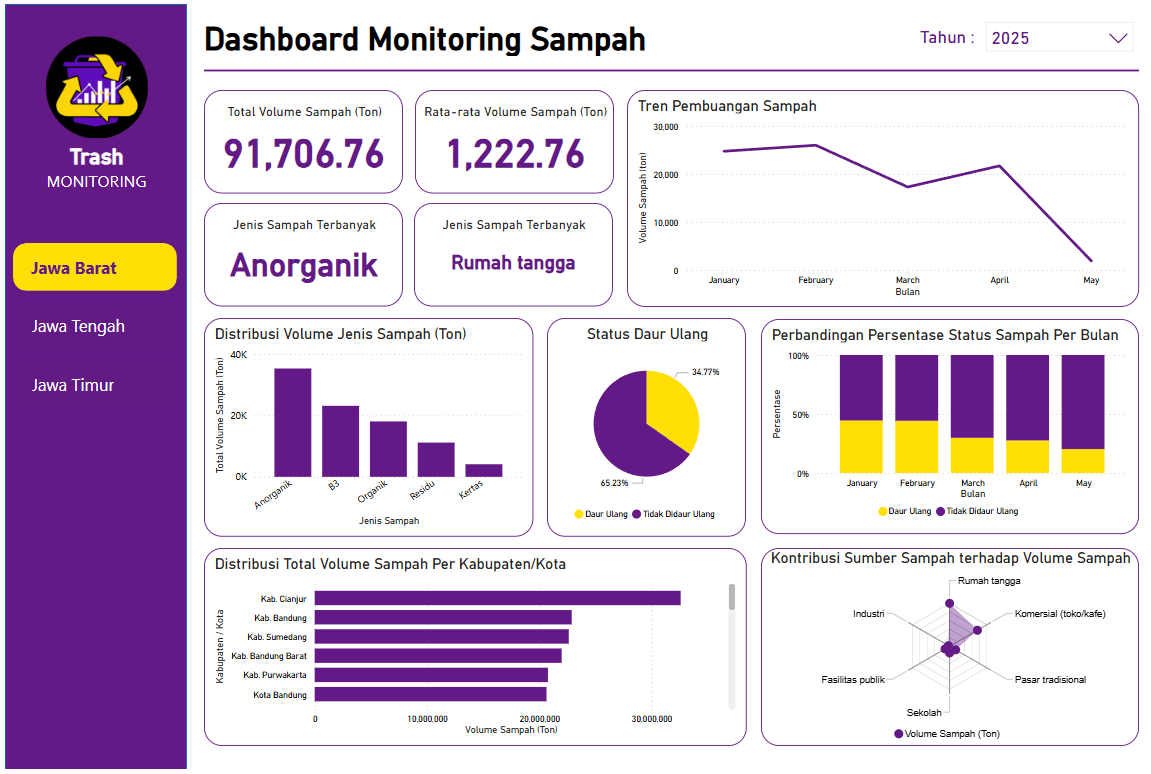 Trash
MONITORING
Jawa Barat
Jawa Tengah
Jawa Timur
Dashboard Monitoring Sampah
Tahun :
2025
Total Volume Sampah (Ton)
91,706.76
Rata-rata Volume Sampah (Ton)
1,222.76
Jenis Sampah Terbanyak
Anorganik
Jenis Sampah Terbanyak
Rumah tangga
Tren Pembuangan Sampah
Volume Sampah (ton)
30,000
20,000
10,000
0
January
February
March
April
May
Bulan
Distribusi Volume Jenis Sampah (Ton)
Total Volume Sampah (Ton)
40K
20K
0K
Anorganik
B3
Organik
Residu
Kertas
Jenis Sampah
Status Daur Ulang
34.77%
65.23%
Daur Ulang
Tidak Didaur Ulang
Perbandingan Persentase Status Sampah Per Bulan
Persentase
100%
50%
0%
January
February
March
April
May
Bulan
Daur Ulang
Tidak Didaur Ulang
Distribusi Total Volume Sampah Per Kabupaten/Kota
Kabupaten / Kota
Kab. Cianjur
Kab. Bandung
Kab. Sumedang
Kab. Bandung Barat
Kab. Purwakarta
Kota Bandung
0
10,000,000
20,000,000
30,000,000
Volume Sampah (Ton)
Kontribusi Sumber Sampah terhadap Volume Sampah
Rumah tangga
Industri
Komersial (toko/kafe)
Fasilitas publik
Pasar tradisional
Sekolah
Volume Sampah (Ton)